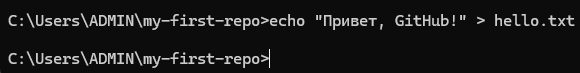 C:\Users\ADMIN\my-first-repo>echo "Привет, GitHub!" > hello.txt
C:\Users\ADMIN\my-first-repo>